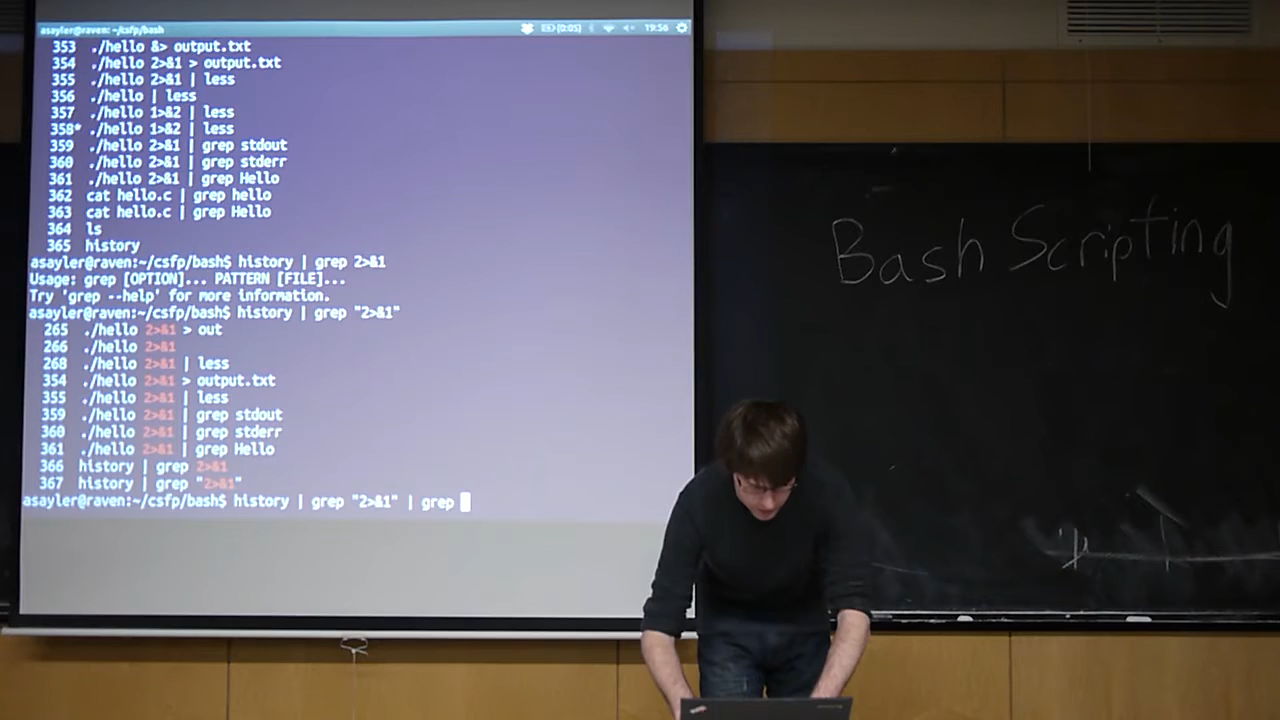 asayler@raven: ~/csfp/bash (0:05) 19:56
353 ./hello &> output.txt
354 ./hello 2>&1 > output.txt
355 ./hello 2>&1 | less
356 ./hello | less
357 ./hello 1>&2 | less
358* ./hello 1>&2 | less
359 ./hello 2>&1 | grep stdout
360 ./hello 2>&1 | grep stderr
361 ./hello 2>&1 | grep Hello
362 cat hello.c | grep hello
363 cat hello.c | grep Hello
364 ls
365 history
asayler@raven:~/csfp/bash$ history | grep 2>&1
Usage: grep [OPTION]... PATTERN [FILE]...
Try 'grep --help' for more information.
asayler@raven:~/csfp/bash$ history | grep "2>&1"
265 ./hello 2>&1 > out
266 ./hello 2>&1
268 ./hello 2>&1 | less
354 ./hello 2>&1 > output.txt
355 ./hello 2>&1 | less
359 ./hello 2>&1 | grep stdout
360 ./hello 2>&1 | grep stderr
361 ./hello 2>&1 | grep Hello
366 history | grep 2>&1
367 history | grep "2>&1"
asayler@raven:~/csfp/bash$ history | grep "2>&1" | grep
Bash Scripting